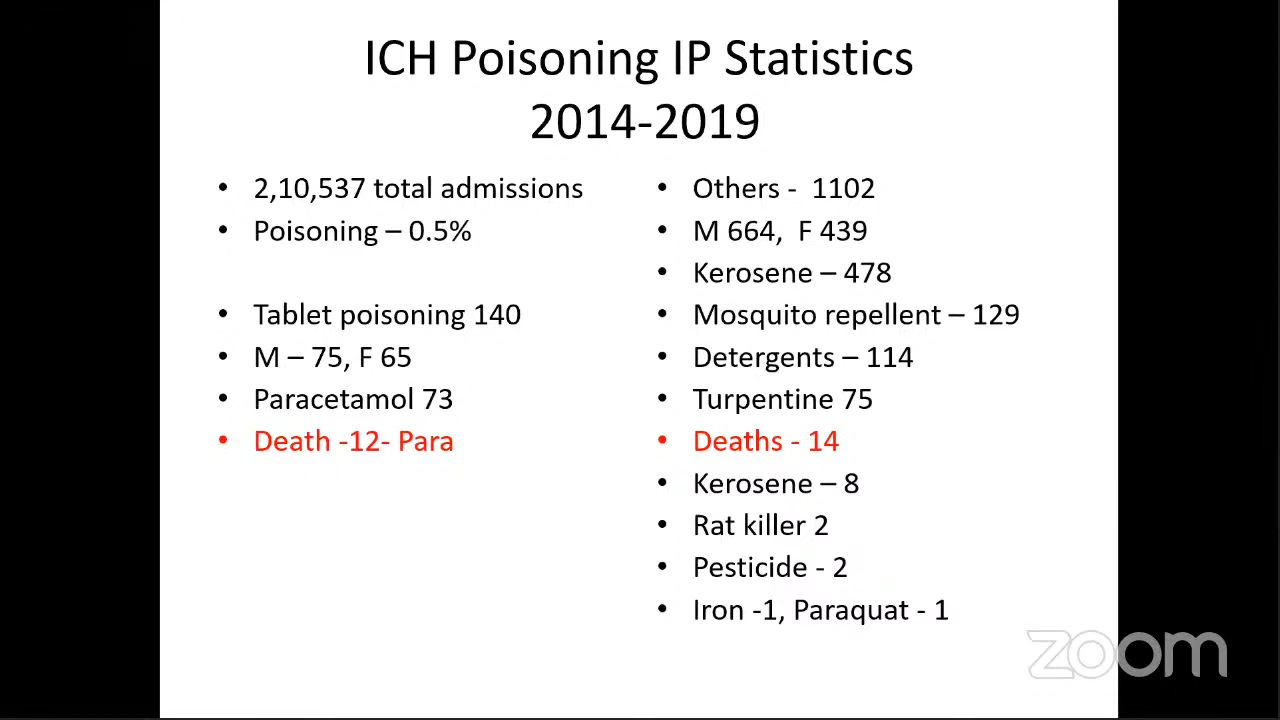 ICH Poisoning IP Statistics
2014-2019
• 2,10,537 total admissions
• Poisoning – 0.5%
• Tablet poisoning 140
• M – 75, F 65
• Paracetamol 73
• Death -12- Para
• Others - 1102
• M 664, F 439
• Kerosene – 478
• Mosquito repellent – 129
• Detergents – 114
• Turpentine 75
• Deaths - 14
• Kerosene – 8
• Rat killer 2
• Pesticide - 2
• Iron -1, Paraquat - 1
zoom